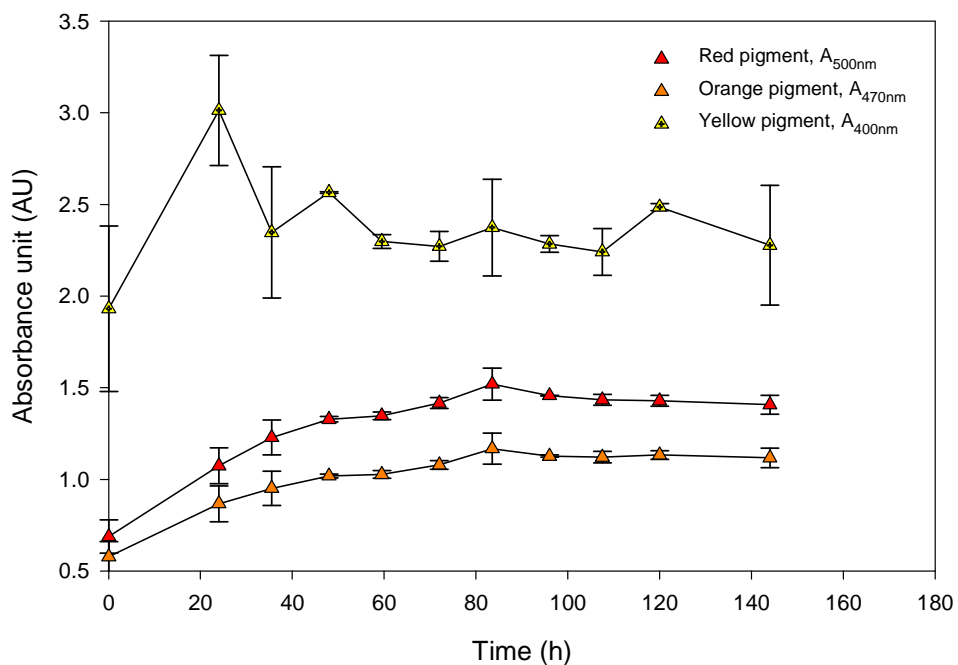 3.5
3.0
2.5
2.0
1.5
1.0
0.5
Absorbance unit (AU)
Red pigment, A500nm
Orange pigment, A470nm
Yellow pigment, A400nm
0 20 40 60 80 100 120 140 160 180
Time (h)